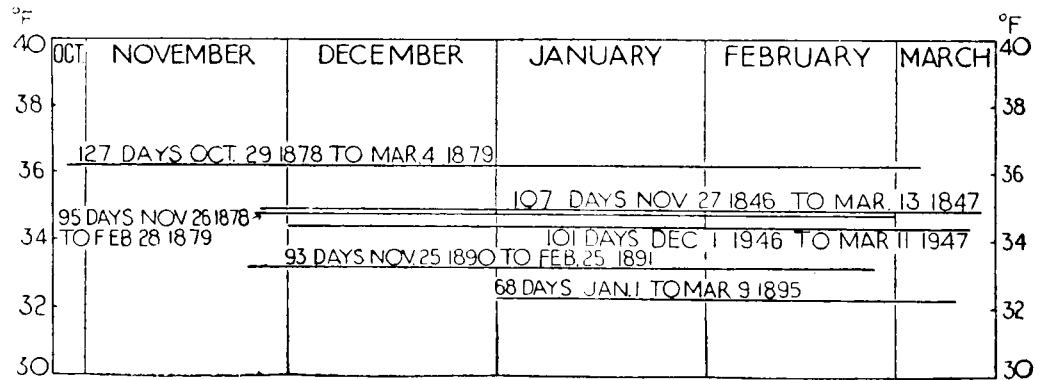 °F °F
40 OCT. NOVEMBER DECEMBER JANUARY FEBRUARY MARCH 40
38 38
127 DAYS OCT. 29 1878 TO MAR. 4 1879
36 36
107 DAYS NOV 27 1846 TO MAR. 13 1847
95 DAYS NOV 26 1878
TO FEB 28 1879
34 34
101 DAYS DEC 1 1946 TO MAR 11 1947
93 DAYS NOV. 25 1890 TO FEB. 25 1891
68 DAYS JAN. 1 TO MAR 9 1895
32 32
30 30